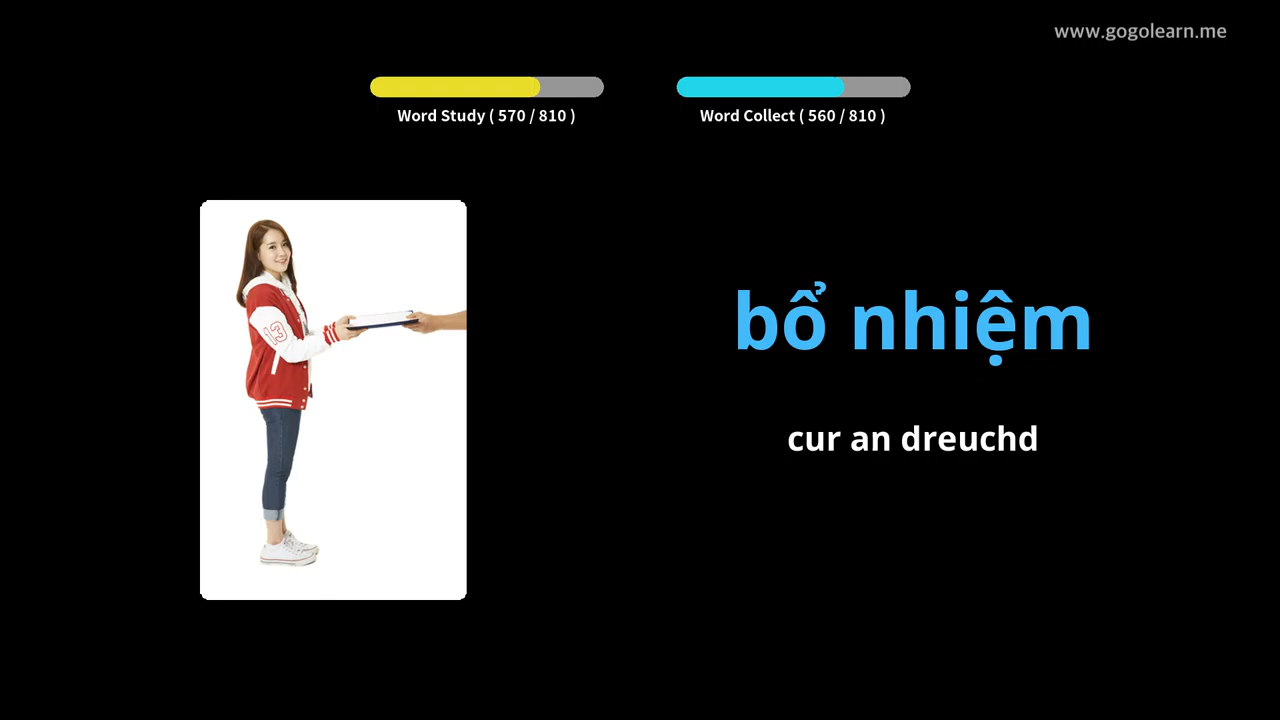 www.gogolearn.me
Word Study ( 570 / 810 )
Word Collect ( 560 / 810 )
13
bổ nhiệm
cur an dreuchd